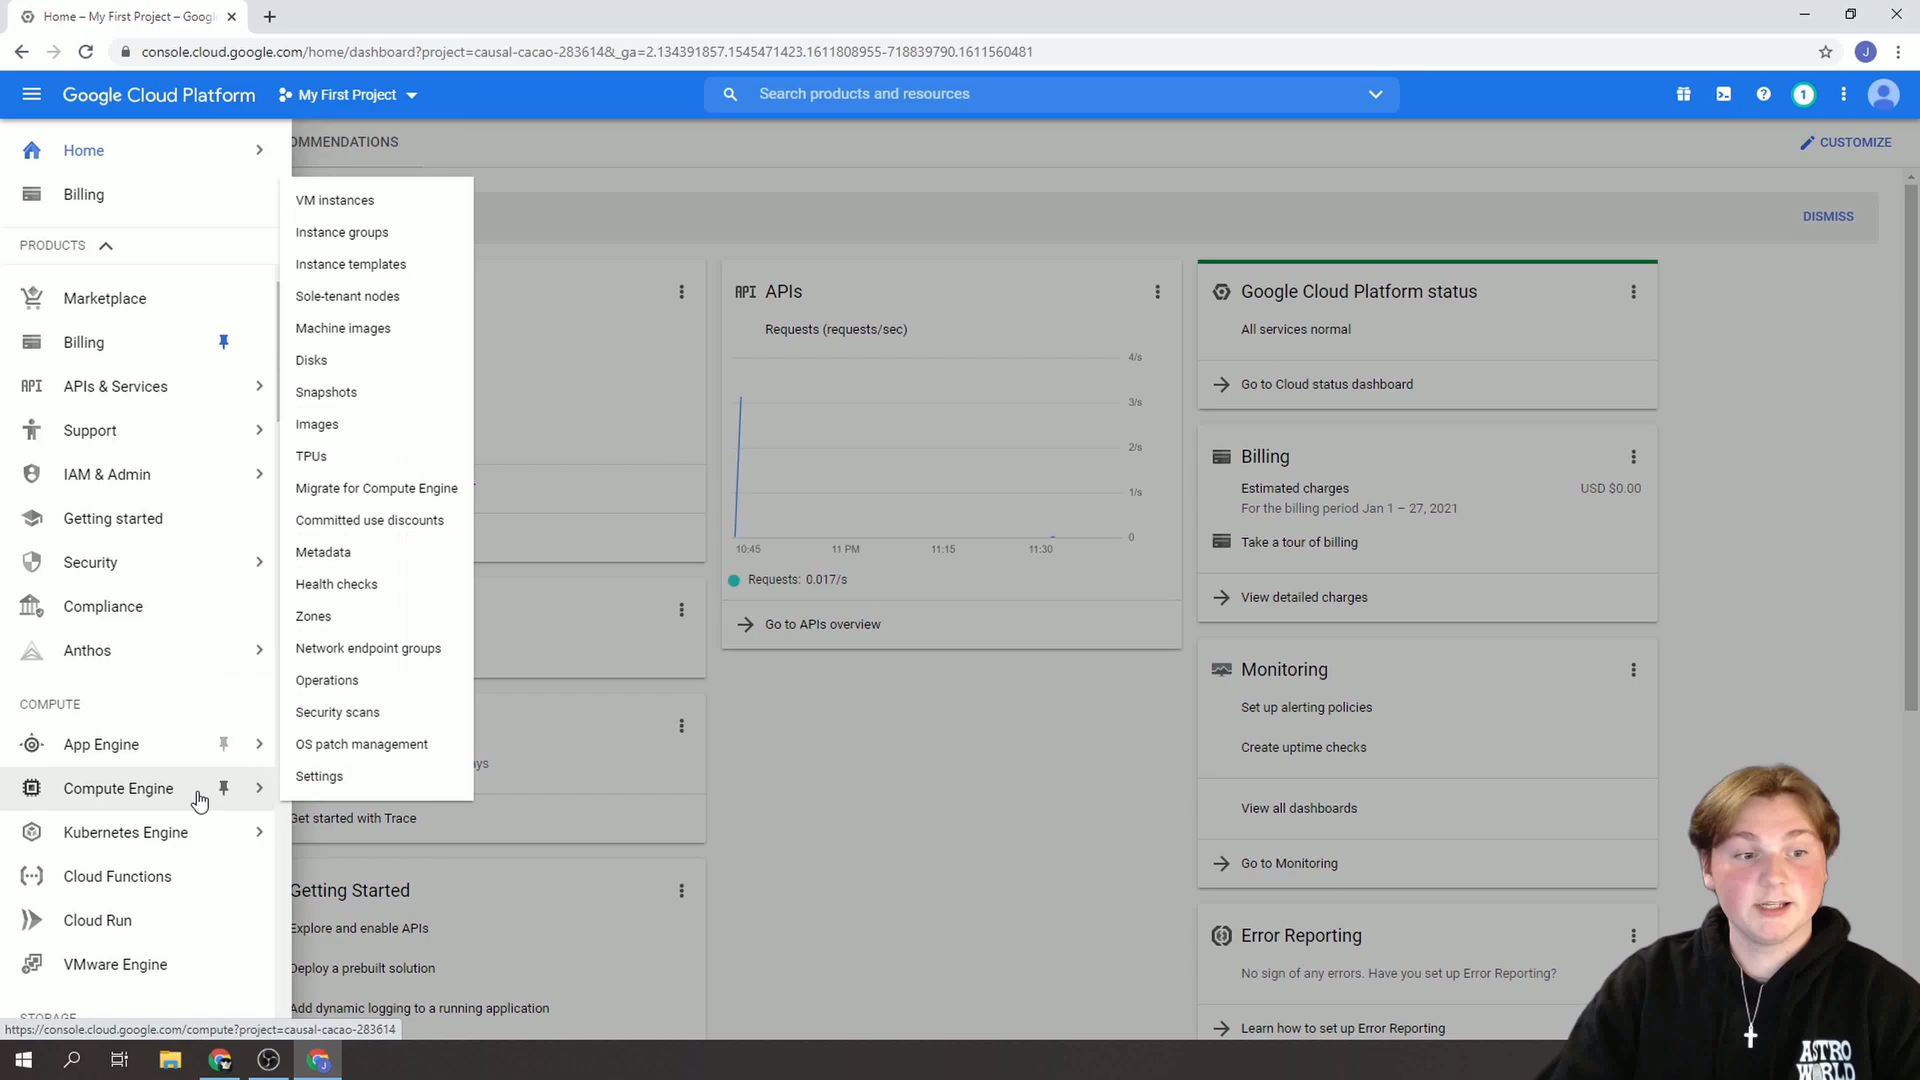 Home – My First Project – Googl
console.cloud.google.com/home/dashboard?project=causal-cacao-283614&_ga=2.134391857.1545471423.1611808955-718839790.1611560481
J
Google Cloud Platform
My First Project
Search products and resources
1
Home
OMMENDATIONS
CUSTOMIZE
Billing
DISMISS
PRODUCTS
Marketplace
Billing
API APIs & Services
Support
IAM & Admin
Getting started
Security
Compliance
Anthos
COMPUTE
App Engine
Compute Engine
Kubernetes Engine
Cloud Functions
Cloud Run
VMware Engine
STORAGE
https://console.cloud.google.com/compute?project=causal-cacao-283614
VM instances
Instance groups
Instance templates
Sole-tenant nodes
Machine images
Disks
Snapshots
Images
TPUs
Migrate for Compute Engine
Committed use discounts
Metadata
Health checks
Zones
Network endpoint groups
Operations
Security scans
OS patch management
Settings
ays
Get started with Trace
Getting Started
Explore and enable APIs
Deploy a prebuilt solution
Add dynamic logging to a running application
API APIs
Requests (requests/sec)
4/s
3/s
2/s
1/s
0
10:45 11 PM 11:15 11:30
Requests: 0.017/s
Go to APIs overview
Google Cloud Platform status
All services normal
Go to Cloud status dashboard
Billing
Estimated charges USD $0.00
For the billing period Jan 1 – 27, 2021
Take a tour of billing
View detailed charges
Monitoring
Set up alerting policies
Create uptime checks
View all dashboards
Go to Monitoring
Error Reporting
No sign of any errors. Have you set up Error Reporting?
Learn how to set up Error Reporting
ASTRO
WORLD
J